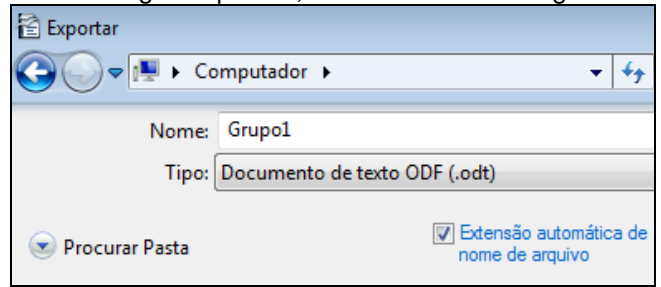 Exportar
Computador
Nome: Grupo1
Tipo: Documento de texto ODF (.odt)
Procurar Pasta
Extensão automática de
nome de arquivo